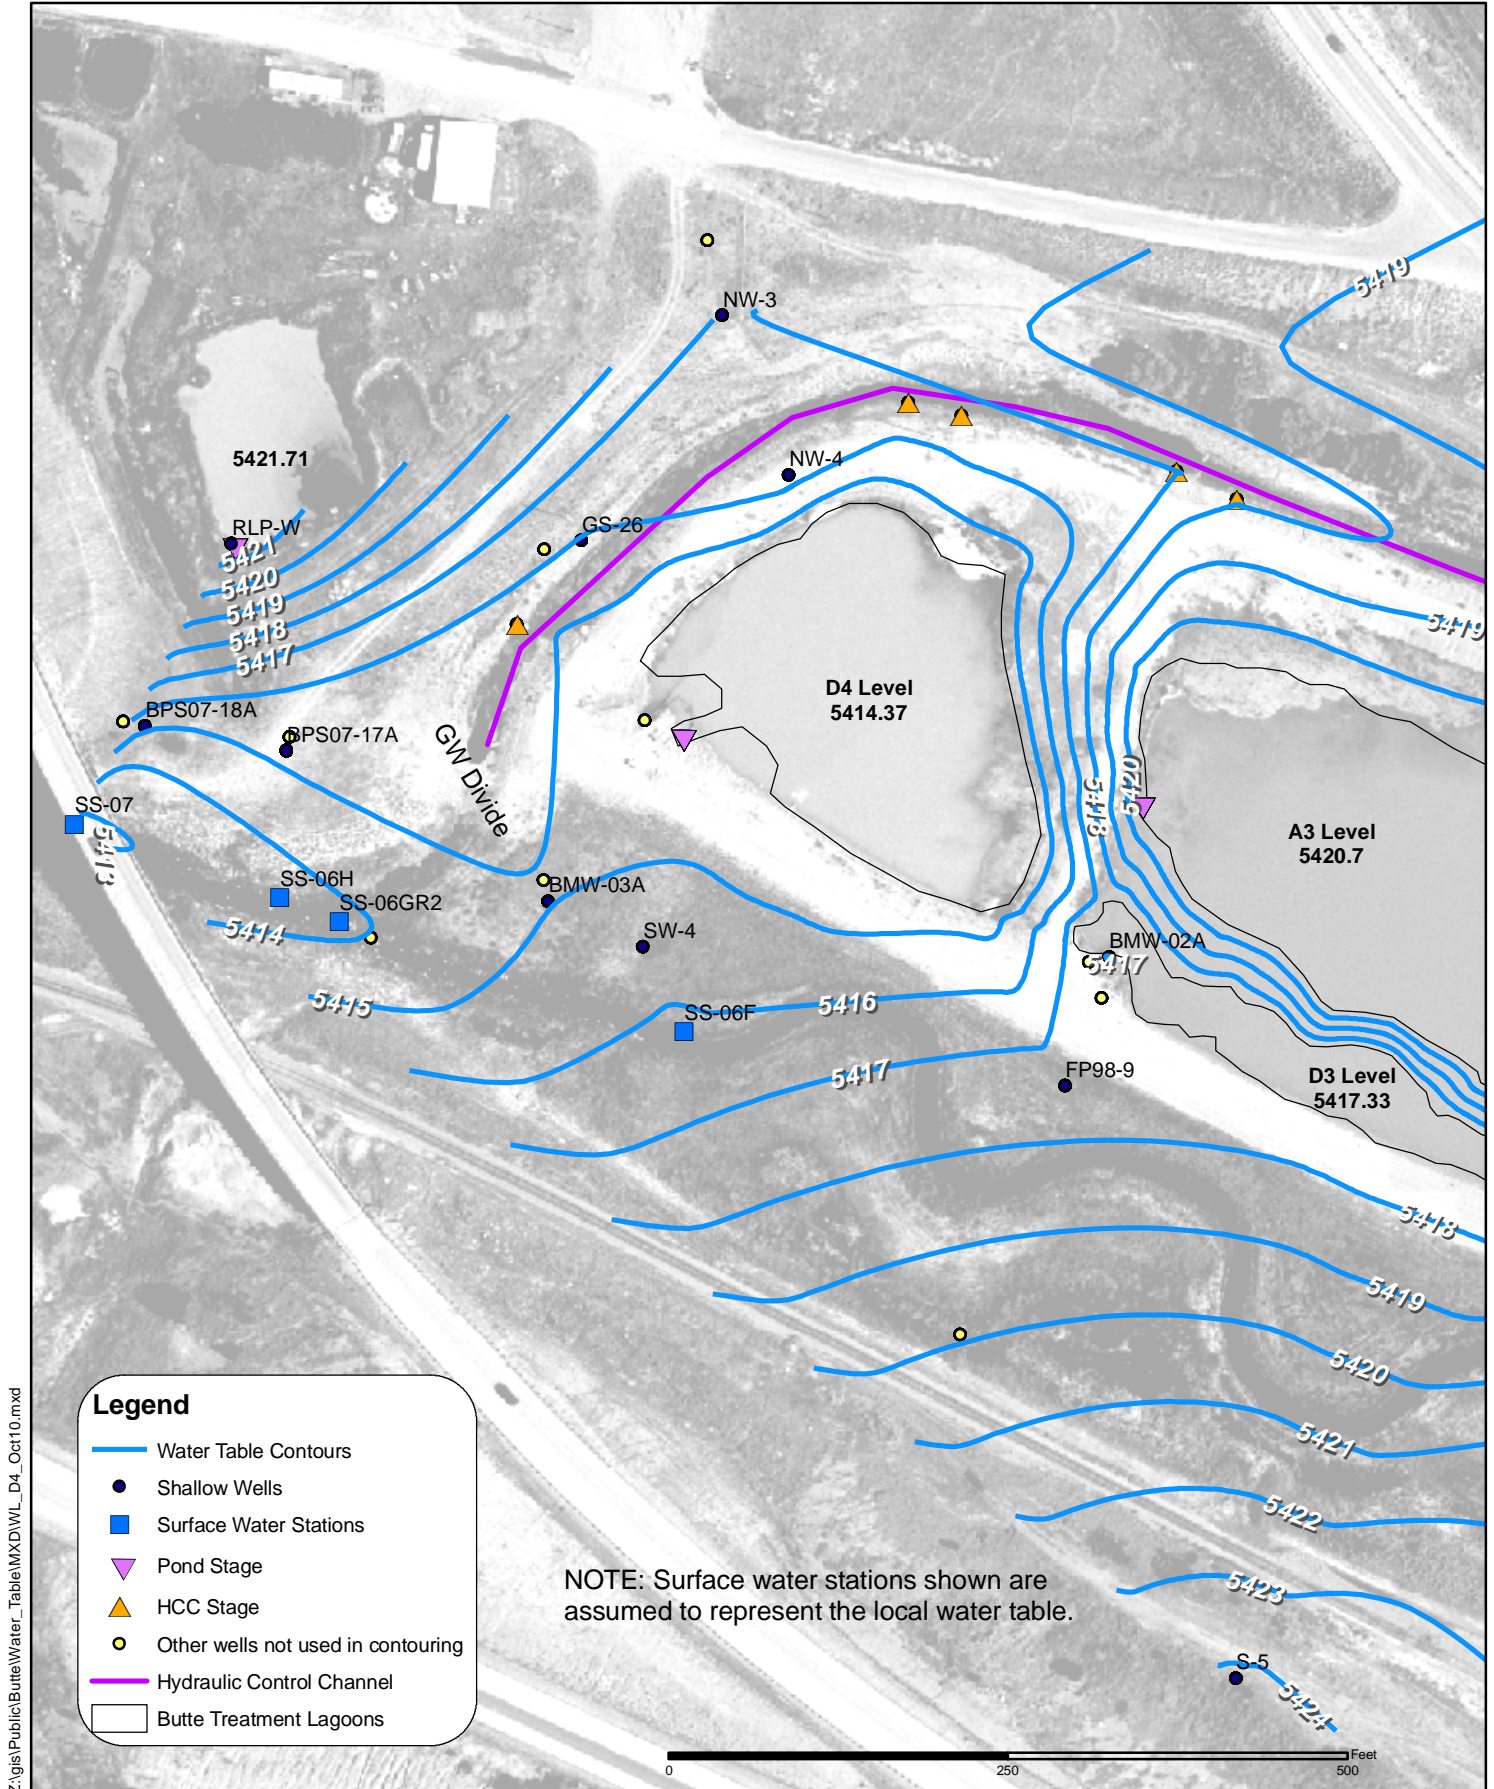 5419
NW-3
NW-4
5421.71
RLP-W
GS-26
5421
5420
5419
5418
5417
5419
D4 Level
5414.37
BPS07-18A
BPS07-17A
GW Divide
5418
5420
SS-07
5413
A3 Level
5420.7
SS-06H
BMW-03A
SS-06GR2
5414
SW-4
BMW-02A
5417
5415
5416
SS-06F
5417
FP98-9
D3 Level
5417.33
5418
5419
5420
5421
5422
5423
S-5
5424
Legend
Water Table Contours
Shallow Wells
Surface Water Stations
Pond Stage
HCC Stage
Other wells not used in contouring
Hydraulic Control Channel
Butte Treatment Lagoons
NOTE: Surface water stations shown are
assumed to represent the local water table.
Feet
0 250 500
Z:\gis\Public\Butte\Water_Table\MXD\WL_D4_Oct10.mxd